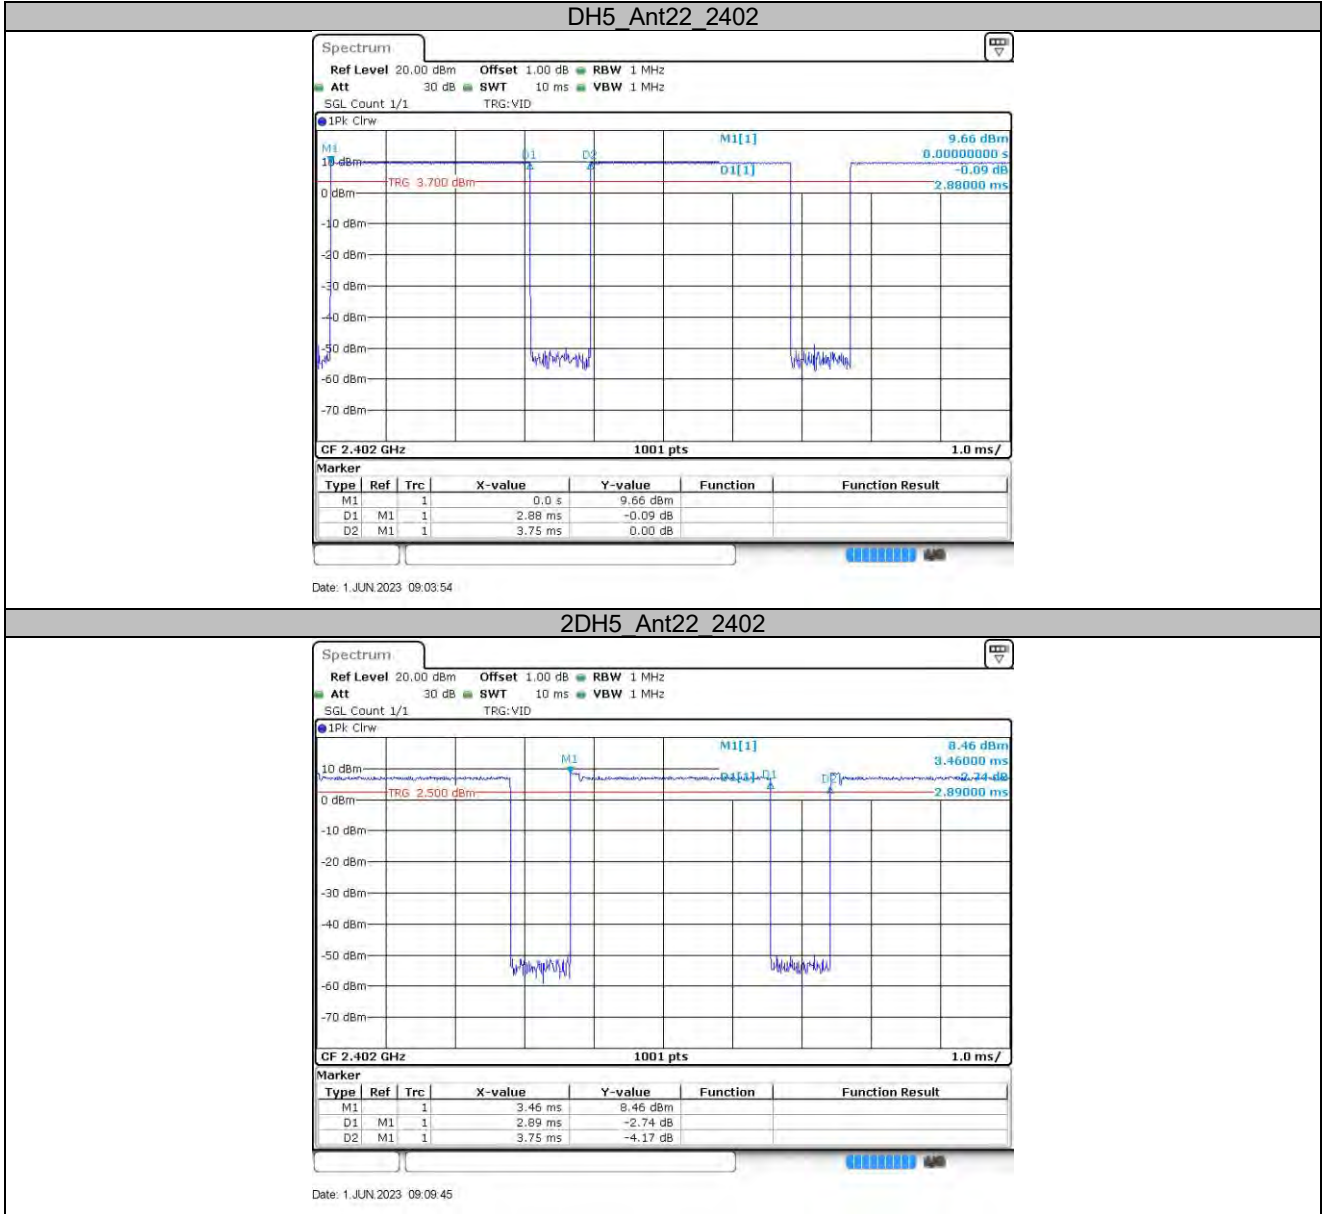 DH5_Ant22_2402
Spectrum
Ref Level 20.00 dBm Offset 1.00 dB RBW 1 MHz
Att 30 dB SWT 10 ms VBW 1 MHz
SGL Count 1/1 TRG:VID
1Pk Clrw
M1[1] 9.66 dBm
0.00000000 s
D1[1] -0.09 dB
2.88000 ms
M1
D1
D2
10 dBm
TRG 3.700 dBm
0 dBm
-10 dBm
-20 dBm
-30 dBm
-40 dBm
-50 dBm
-60 dBm
-70 dBm
CF 2.402 GHz 1001 pts 1.0 ms/
Marker
Type Ref Trc X-value Y-value Function Function Result
M1 1 0.0 s 9.66 dBm
D1 M1 1 2.88 ms -0.09 dB
D2 M1 1 3.75 ms 0.00 dB
Date: 1.JUN.2023 09:03:54
2DH5_Ant22_2402
Spectrum
Ref Level 20.00 dBm Offset 1.00 dB RBW 1 MHz
Att 30 dB SWT 10 ms VBW 1 MHz
SGL Count 1/1 TRG:VID
1Pk Clrw
M1[1] 8.46 dBm
3.46000 ms
D1[1] -2.74 dB
2.89000 ms
M1
D1
D2
10 dBm
TRG 2.500 dBm
0 dBm
-10 dBm
-20 dBm
-30 dBm
-40 dBm
-50 dBm
-60 dBm
-70 dBm
CF 2.402 GHz 1001 pts 1.0 ms/
Marker
Type Ref Trc X-value Y-value Function Function Result
M1 1 3.46 ms 8.46 dBm
D1 M1 1 2.89 ms -2.74 dB
D2 M1 1 3.75 ms -4.17 dB
Date: 1.JUN.2023 09:09:45